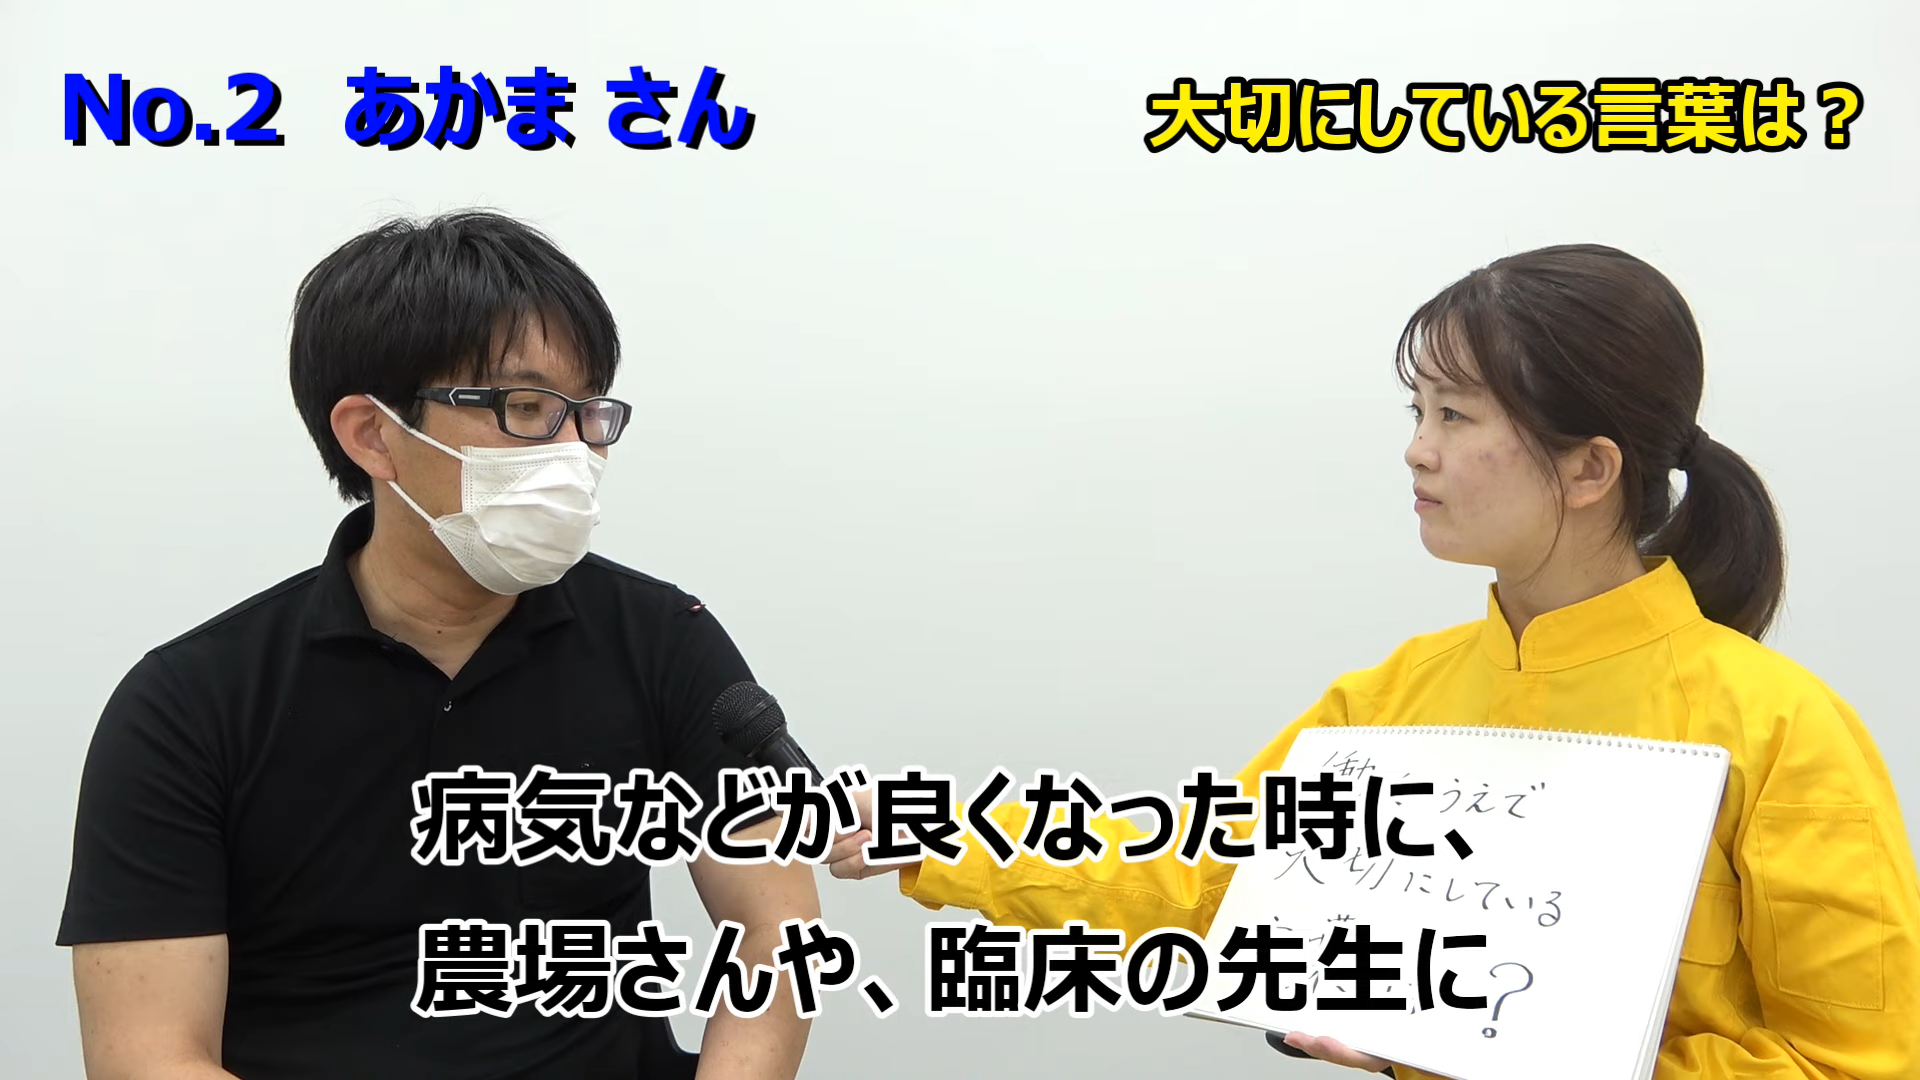 No.2 あかま さん
大切にしている言葉は？
うえで
大切にしている
病気などが良くなった時に、
農場さんや、臨床の先生に
？